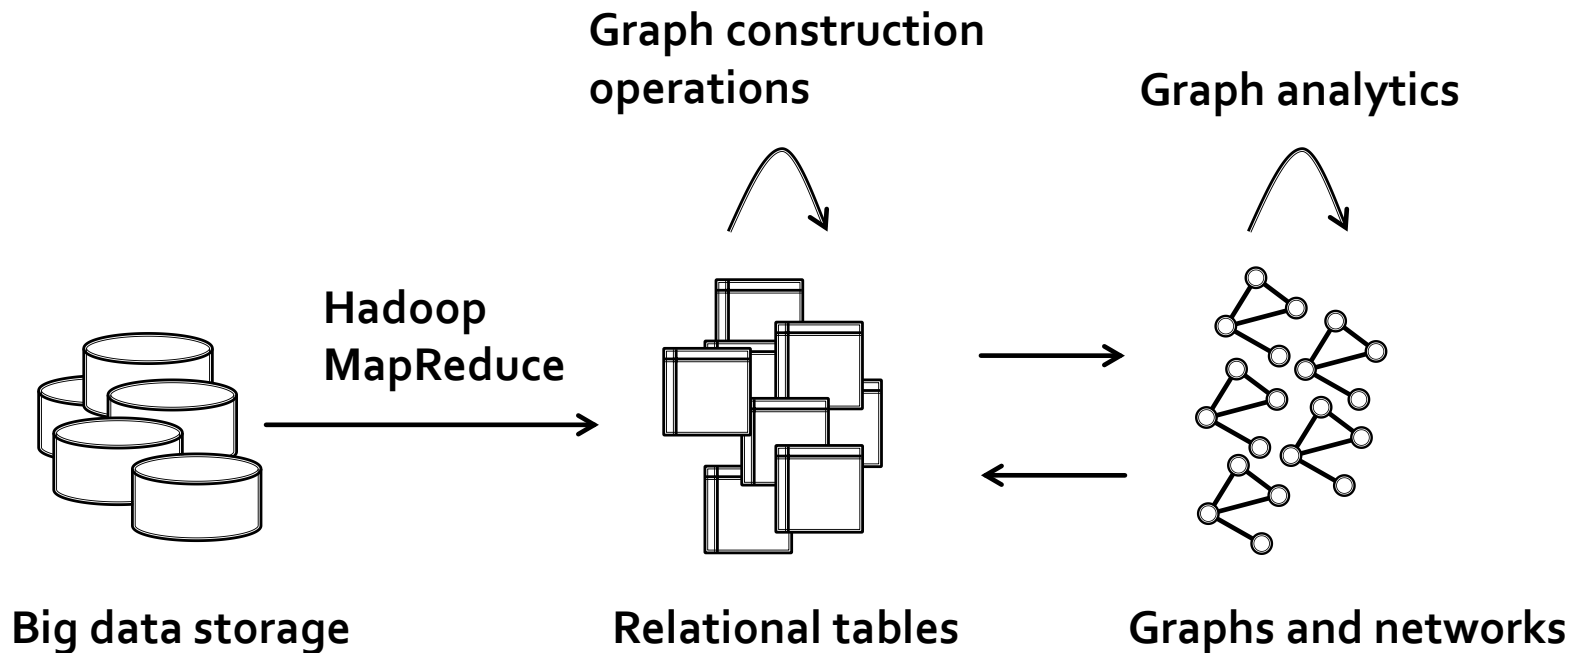 Graph construction
operations
Graph analytics
Hadoop
MapReduce
Big data storage
Relational tables
Graphs and networks